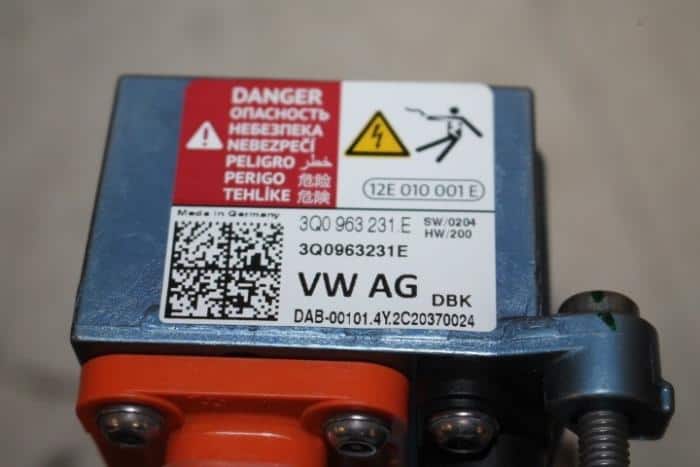 DANGER
ОПАСНОСТЬ
НЕБЕЗПЕКА
NEBEZPEČÍ
PELIGRO خطر
PERIGO 危险
TEHLİKE 危険
12E 010 001 E
Made in Germany
3Q0 963 231 E SW/0204
HW/200
3Q0963231E
VW AG DBK
DAB-00101.4Y.2C20370024